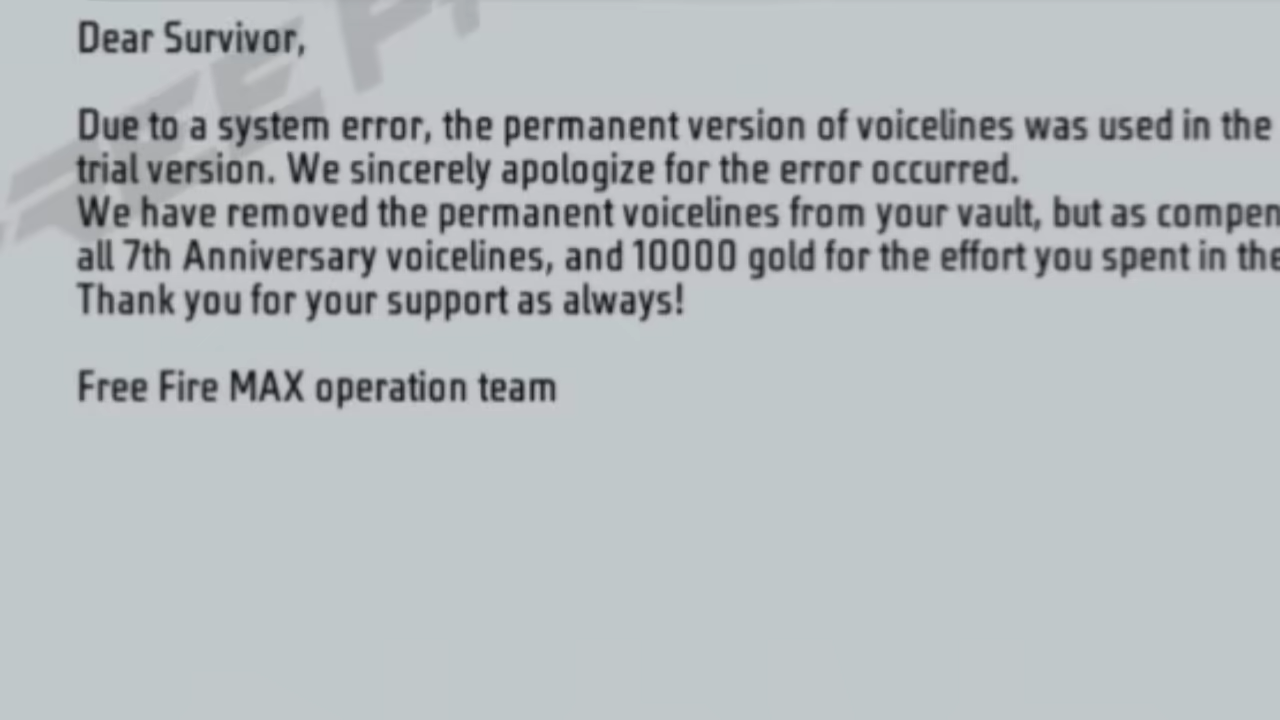 Dear Survivor,
Due to a system error, the permanent version of voicelines was used in the
trial version. We sincerely apologize for the error occurred.
We have removed the permanent voicelines from your vault, but as
all 7th Anniversary voicelines, and 10000 gold for the effort you spent in
Thank you for your support as always!
Free Fire MAX operation team